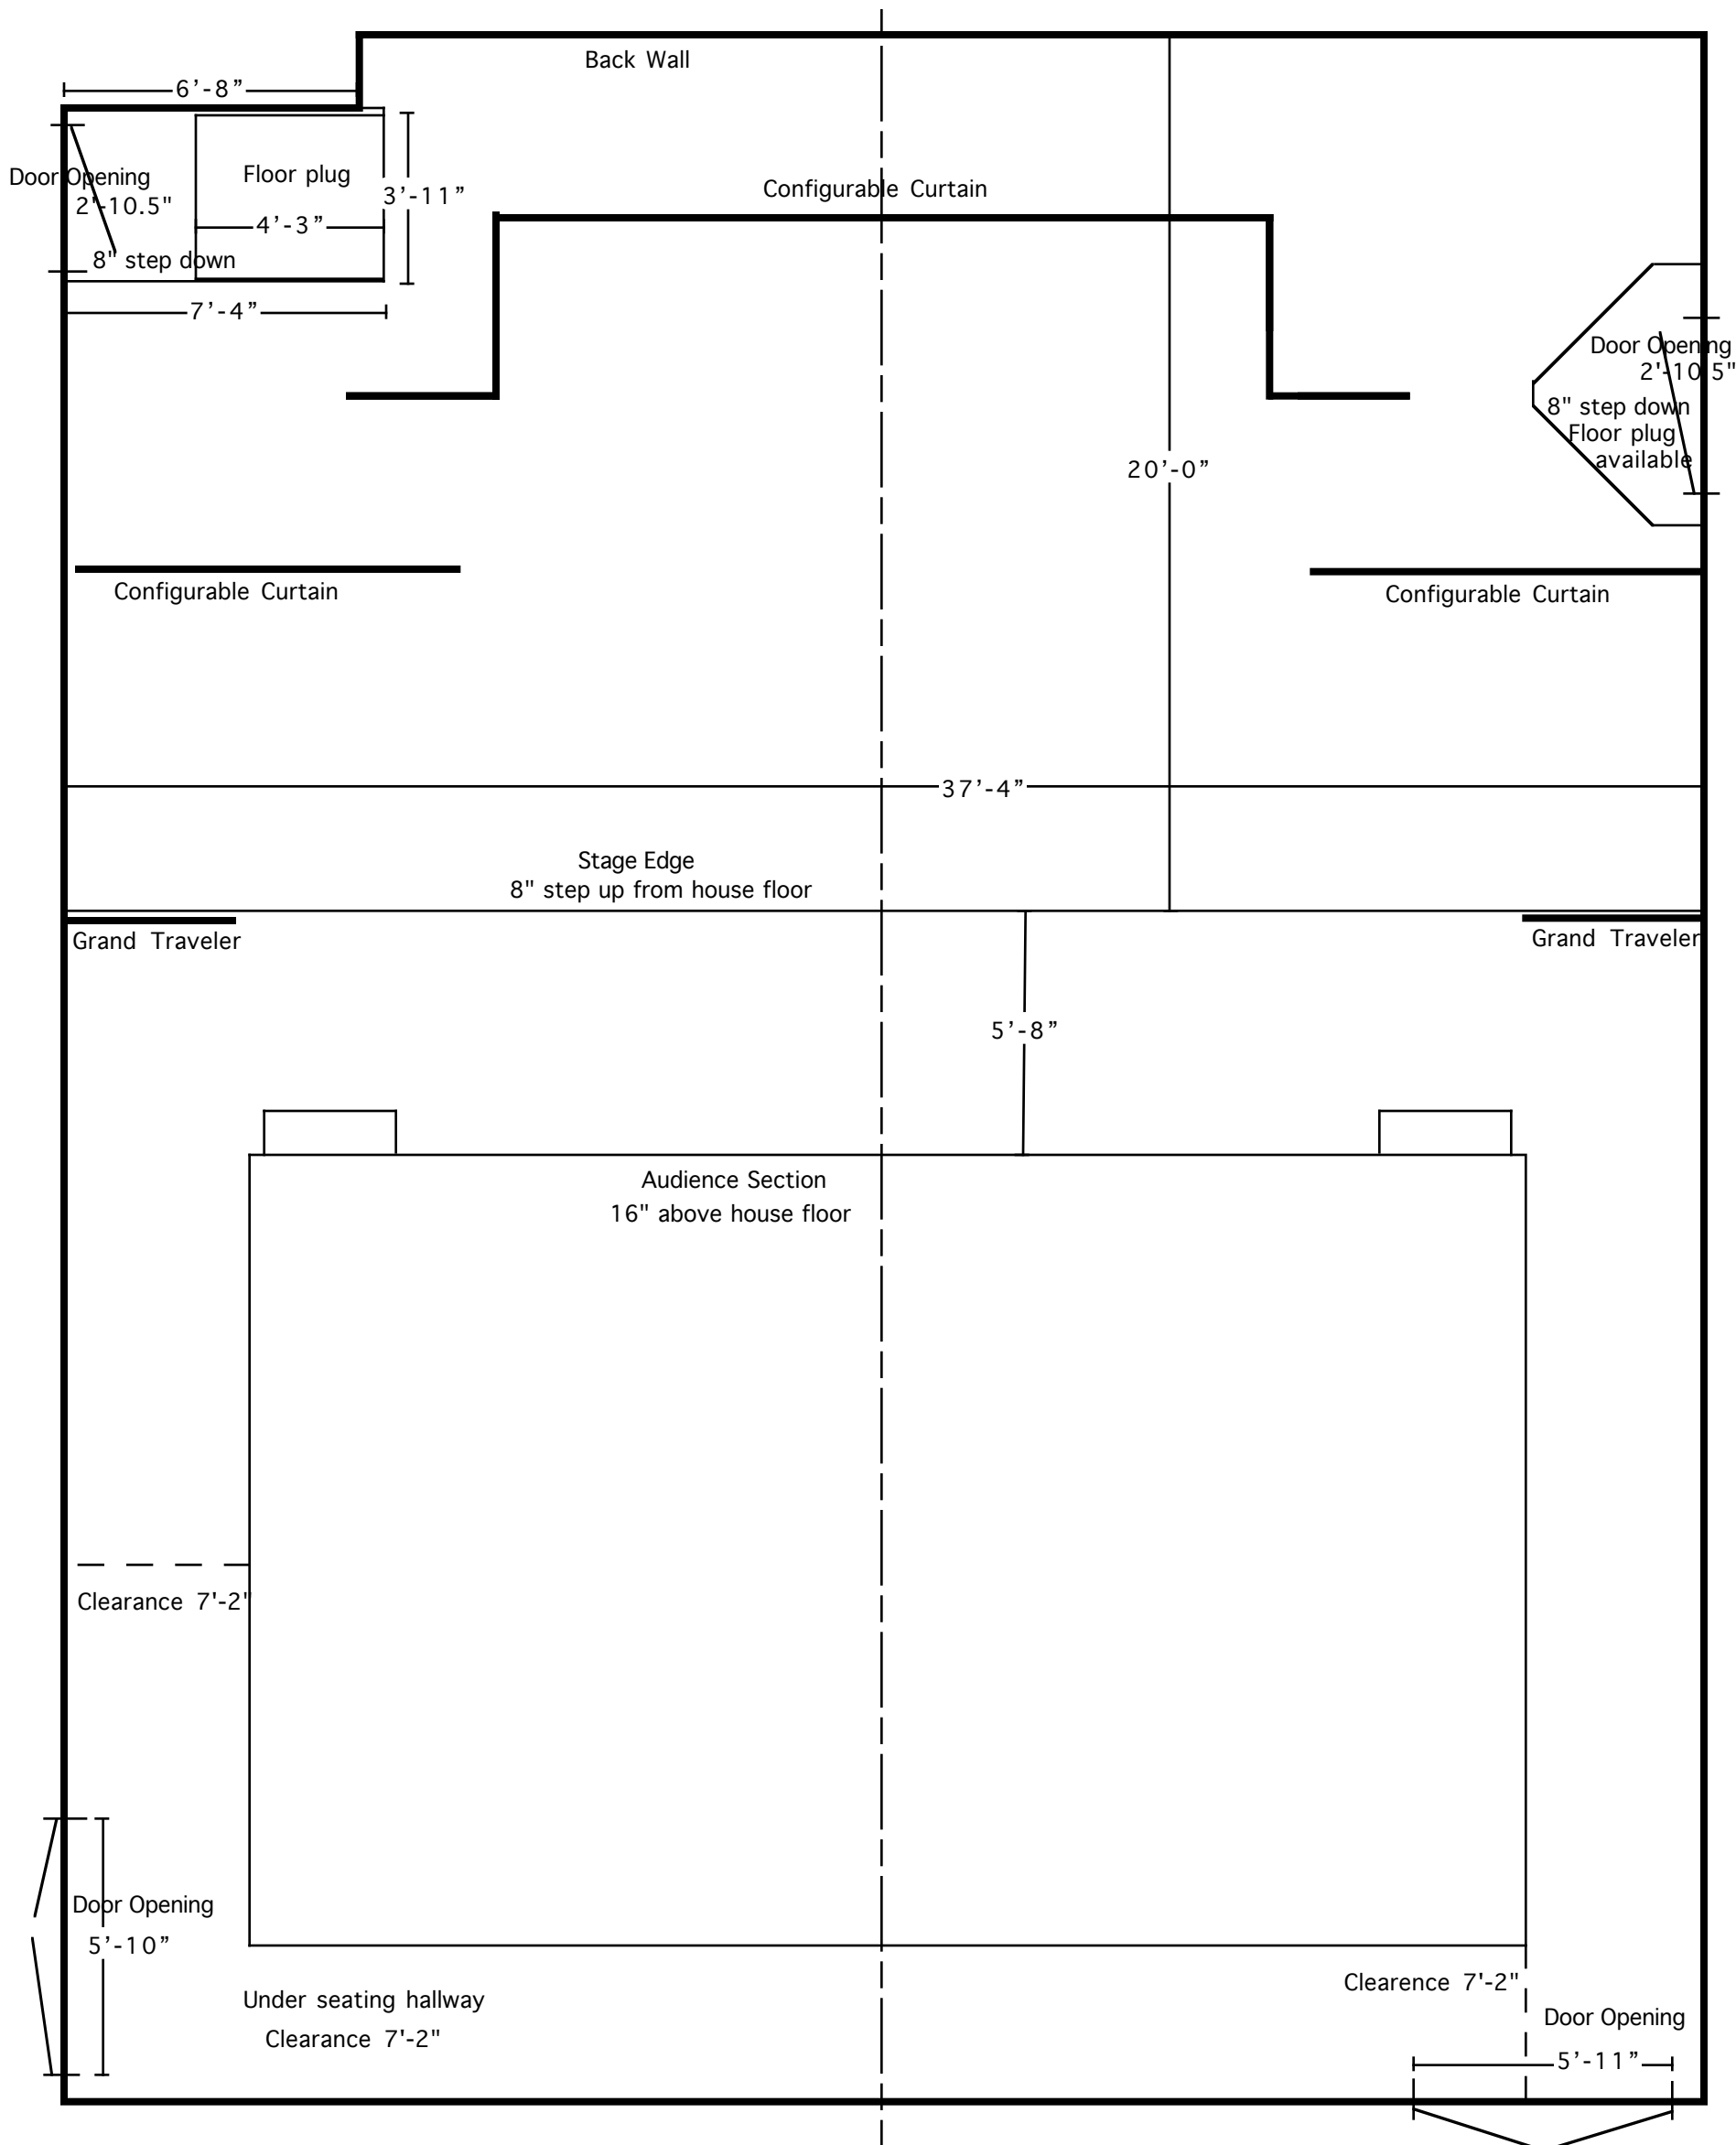 Back Wall
6’-8”
Door Opening
2'-10.5"
Floor plug
3’-11”
4’-3”
8" step down
7’-4”
Configurable Curtain
Door Opening
2'-10.5"
8" step down
Floor plug
available
20’-0”
Configurable Curtain
Configurable Curtain
37’-4”
Stage Edge
8" step up from house floor
Grand Traveler
Grand Traveler
5’-8”
Audience Section
16" above house floor
Clearance 7'-2"
Door Opening
5’-10”
Under seating hallway
Clearance 7'-2"
Clearence 7'-2"
Door Opening
5’-11”